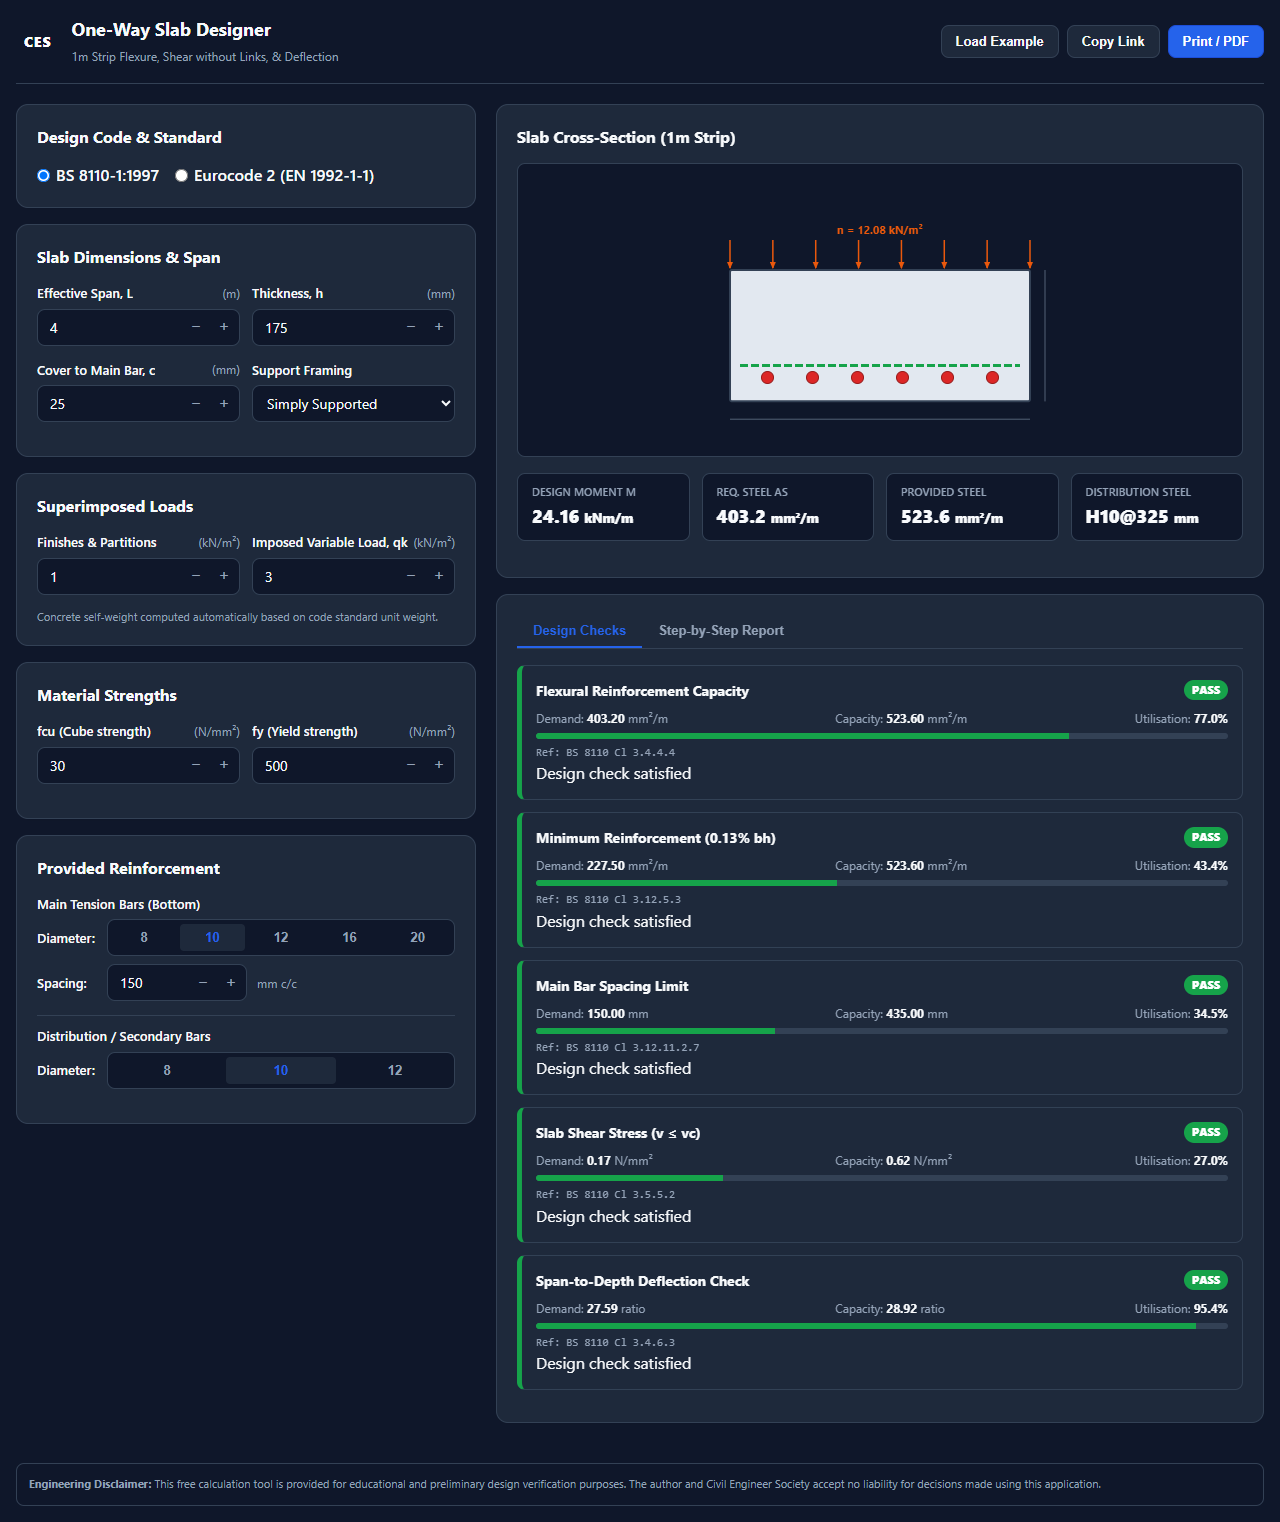 CES
One-Way Slab Designer
1m Strip Flexure, Shear without Links, & Deflection
Load Example
Copy Link
Print / PDF
Design Code & Standard
BS 8110-1:1997
Eurocode 2 (EN 1992-1-1)
Slab Dimensions & Span
Effective Span, L (m)
Thickness, h (mm)
4 − +
175 − +
Cover to Main Bar, c (mm)
Support Framing
25 − +
Simply Supported
Superimposed Loads
Finishes & Partitions (kN/m²)
Imposed Variable Load, qk (kN/m²)
1 − +
3 − +
Concrete self-weight computed automatically based on code standard unit weight.
Material Strengths
fcu (Cube strength) (N/mm²)
fy (Yield strength) (N/mm²)
30 − +
500 − +
Provided Reinforcement
Main Tension Bars (Bottom)
Diameter: 8 10 12 16 20
Spacing: 150 − + mm c/c
Distribution / Secondary Bars
Diameter: 8 10 12
Slab Cross-Section (1m Strip)
n = 12.08 kN/m²
DESIGN MOMENT M
24.16 kNm/m
REQ. STEEL AS
403.2 mm²/m
PROVIDED STEEL
523.6 mm²/m
DISTRIBUTION STEEL
H10@325 mm
Design Checks
Step-by-Step Report
Flexural Reinforcement Capacity PASS
Demand: 403.20 mm²/m Capacity: 523.60 mm²/m Utilisation: 77.0%
Ref: BS 8110 Cl 3.4.4.4
Design check satisfied
Minimum Reinforcement (0.13% bh) PASS
Demand: 227.50 mm²/m Capacity: 523.60 mm²/m Utilisation: 43.4%
Ref: BS 8110 Cl 3.12.5.3
Design check satisfied
Main Bar Spacing Limit PASS
Demand: 150.00 mm Capacity: 435.00 mm Utilisation: 34.5%
Ref: BS 8110 Cl 3.12.11.2.7
Design check satisfied
Slab Shear Stress (v ≤ vc) PASS
Demand: 0.17 N/mm² Capacity: 0.62 N/mm² Utilisation: 27.0%
Ref: BS 8110 Cl 3.5.5.2
Design check satisfied
Span-to-Depth Deflection Check PASS
Demand: 27.59 ratio Capacity: 28.92 ratio Utilisation: 95.4%
Ref: BS 8110 Cl 3.4.6.3
Design check satisfied
Engineering Disclaimer: This free calculation tool is provided for educational and preliminary design verification purposes. The author and Civil Engineer Society accept no liability for decisions made using this application.